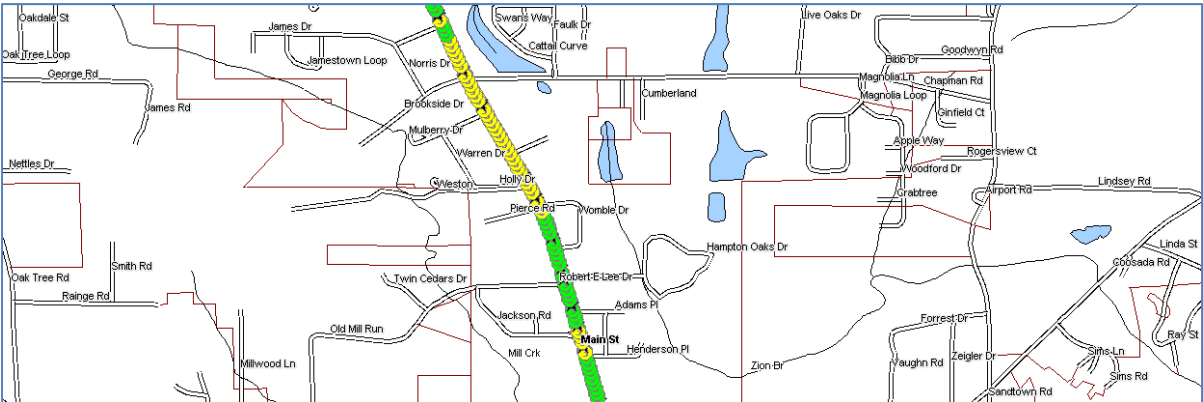 Oakdale St
Swans Way
Faulk Dr
Live Oaks Dr
James Dr
Cattail Curve
Oak Tree Loop
Jamestown Loop
Norris Dr
Goodwyn Rd
Bibb Dr
George Rd
Magnolia Ln
Chapman Rd
Cumberland
Magnolia Loop
James Rd
Brookside Dr
Ginfield Ct
Mulberry Dr
Apple Way
Warren Dr
Rogersview Ct
Nettles Dr
Woodford Dr
Weston
Holly Dr
Lindsey Rd
Airport Rd
Crabtree
Pierce Rd
Womble Dr
Hampton Oaks Dr
Linda St
Smith Rd
Coosada Rd
Oak Tree Rd
Twin Cedars Dr
Robert E Lee Dr
Rainge Rd
Adams Pl
Jackson Rd
Forrest Dr
Old Mill Run
Main St
Ray St
Mill Crk
Henderson Pl
Sims Ln
Millwood Ln
Zion Br
Vaughn Rd
Zeigler Dr
Sims Rd
Sandtown Rd